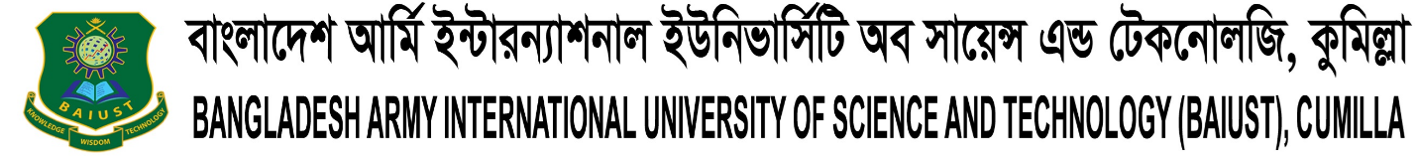 বাংলাদেশ আর্মি ইন্টারন্যাশনাল ইউনিভার্সিটি অব সায়েন্স এন্ড টেকনোলজি, কুমিল্লা
BANGLADESH ARMY INTERNATIONAL UNIVERSITY OF SCIENCE AND TECHNOLOGY (BAIUST), CUMILLA
BAIUST
KNOWLEDGE
WISDOM
TECHNOLOGY